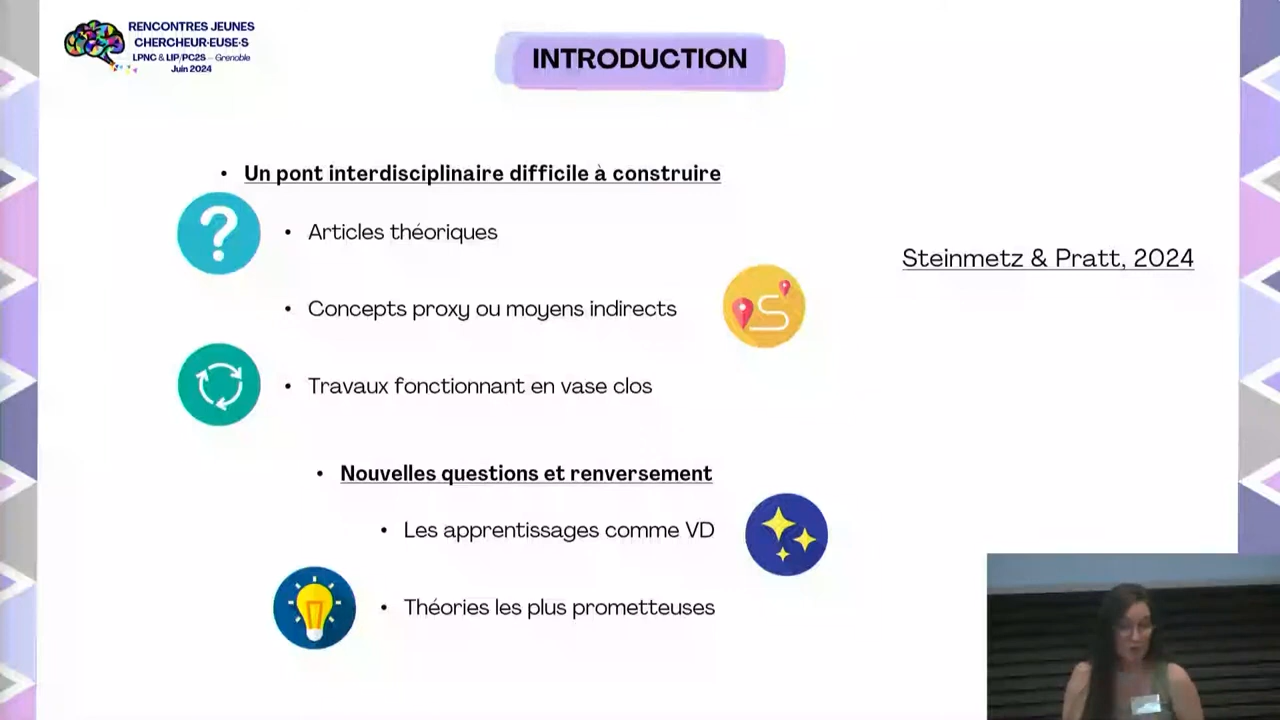 RENCONTRES JEUNES
CHERCHEUR·EUSE·S
LPNC & LIP/PC2S – Grenoble
Juin 2024
INTRODUCTION
• Un pont interdisciplinaire difficile à construire
• Articles théoriques
Steinmetz & Pratt, 2024
• Concepts proxy ou moyens indirects
• Travaux fonctionnant en vase clos
• Nouvelles questions et renversement
• Les apprentissages comme VD
• Théories les plus prometteuses